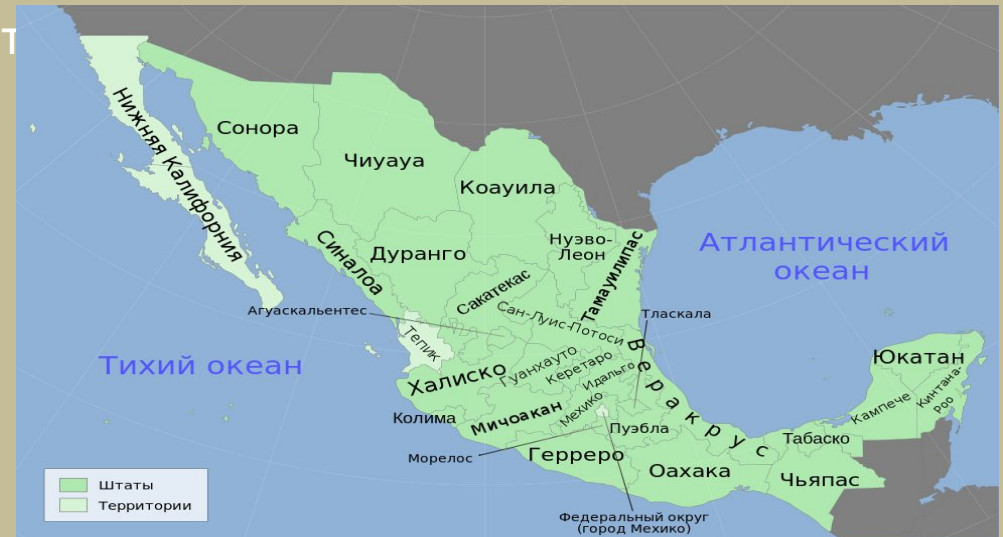 Т
Нижняя Калифорния
Сонора
Чиуауа
Коауила
Синалоа
Дуранго
Нуэво-
Леон
Тамаулипас
Атлантический
океан
Сакатекас
Агуаскальентес
Сан-Луис-Потоси
Тласкала
Тепик
Тихий океан
Халиско
Гуанхауто
Керетаро
Идальго
Веракрус
Юкатан
Кампече
Кинтана-
Роо
Колима
Мичоакан
Мехико
Пуэбла
Табаско
Морелос
Герреро
Оахака
Чьяпас
Штаты
Территории
Федеральный округ
(город Мехико)